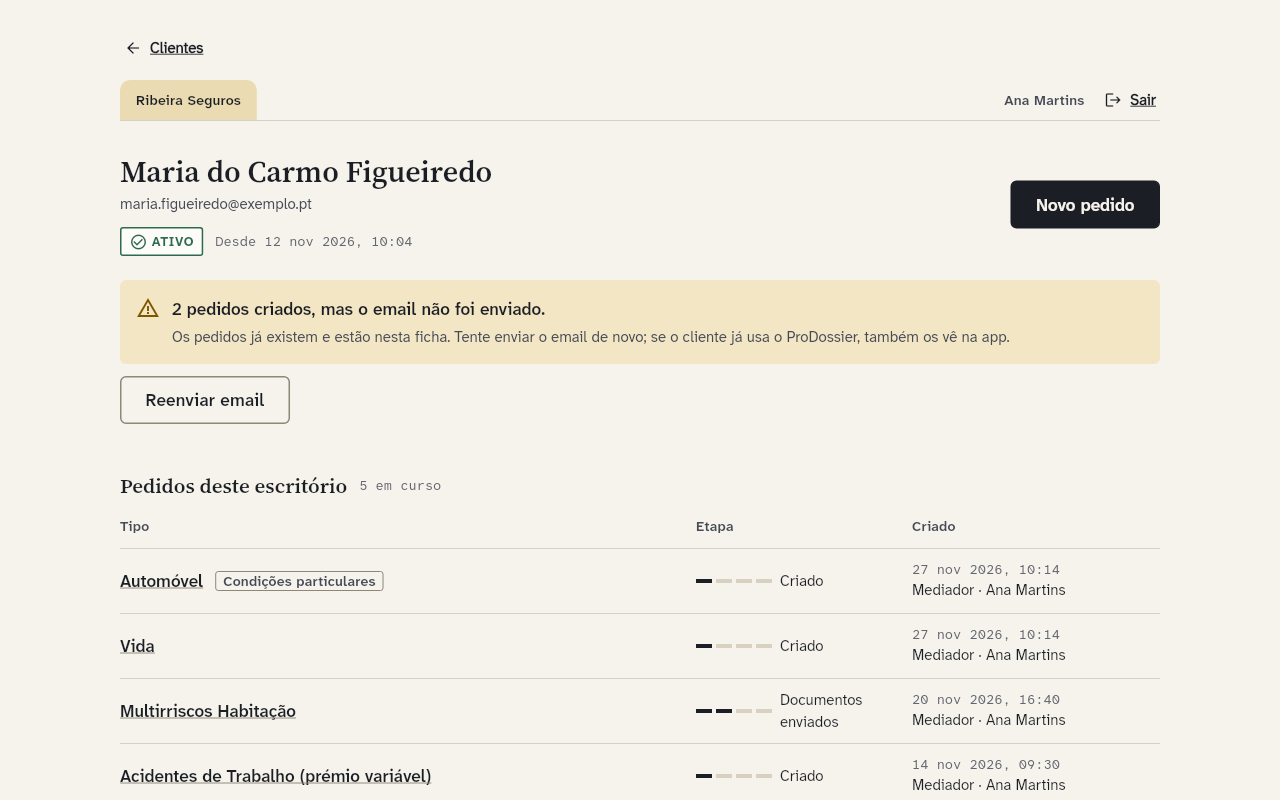 Clientes
Ribeira Seguros
Ana Martins
Sair
Maria do Carmo Figueiredo
maria.figueiredo@exemplo.pt
Novo pedido
ATIVO
Desde 12 nov 2026, 10:04
2 pedidos criados, mas o email não foi enviado.
Os pedidos já existem e estão nesta ficha. Tente enviar o email de novo; se o cliente já usa o ProDossier, também os vê na app.
Reenviar email
Pedidos deste escritório
5 em curso
Tipo
Etapa
Criado
Automóvel
Condições particulares
Criado
27 nov 2026, 10:14
Mediador · Ana Martins
Vida
Criado
27 nov 2026, 10:14
Mediador · Ana Martins
Multirriscos Habitação
Documentos
enviados
20 nov 2026, 16:40
Mediador · Ana Martins
Acidentes de Trabalho (prémio variável)
Criado
14 nov 2026, 09:30
Mediador · Ana Martins